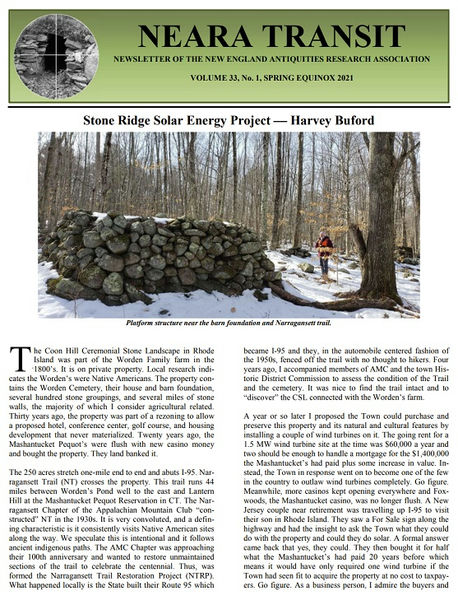 NEARA TRANSIT
NEWSLETTER OF THE NEW ENGLAND ANTIQUITIES RESEARCH ASSOCIATION
VOLUME 33, No. 1, SPRING EQUINOX 2021
Stone Ridge Solar Energy Project — Harvey Buford
Platform structure near the barn foundation and Narragansett trail.
The Coon Hill Ceremonial Stone Landscape in Rhode
Island was part of the Worden Family farm in the
1800's. It is on private property. Local research indi-
cates the Worden's were Native Americans. The property con-
tains the Worden Cemetery, their house and barn foundation,
several hundred stone groupings, and several miles of stone
walls, the majority of which I consider agricultural related.
Thirty years ago, the property was part of a rezoning to allow
a proposed hotel, conference center, golf course, and housing
development that never materialized. Twenty years ago, the
Mashantucket Pequot's were flush with new casino money
and bought the property. They land banked it.
The 250 acres stretch one-mile end to end and abuts I-95. Nar-
ragansett Trail (NT) crosses the property. This trail runs 44
miles between Worden's Pond well to the east and Lantern
Hill at the Mashantucket Pequot Reservation in CT. The Nar-
ragansett Chapter of the Appalachian Mountain Club "con-
structed" NT in the 1930s. It is very convoluted, and a defin-
ing characteristic is it consistently visits Native American sites
along the way. We speculate this is intentional and it follows
ancient indigenous paths. The AMC Chapter was approaching
their 100th anniversary and wanted to restore unmaintained
sections of the trail to celebrate the centennial. Thus, was
formed the Narragansett Trail Restoration Project (NTRP).
What happened locally is the State built their Route 95 which
became I-95 and they, in the automobile centered fashion of
the 1950s, fenced off the trail with no thought to hikers. Four
years ago, I accompanied members of AMC and the town His-
toric District Commission to assess the condition of the Trail
and the cemetery. It was nice to find the trail intact and to
"discover" the CSL connected with the Worden's farm.
A year or so later I proposed the Town could purchase and
preserve this property and its natural and cultural features by
installing a couple of wind turbines on it. The going rent for a
1.5 MW wind turbine site at the time was $60,000 a year and
two should be enough to handle a mortgage for the $1,400,000
the Mashantucket's had paid plus some increase in value. In-
stead, the Town in response went on to become one of the few
in the country to outlaw wind turbines completely. Go figure.
Meanwhile, more casinos kept opening everywhere and Fox-
woods, the Mashantucket casino, was no longer flush. A New
Jersey couple near retirement was travelling up I-95 to visit
their son in Rhode Island. They saw a For Sale sign along the
highway and had the insight to ask the Town what they could
do with the property and could they do solar. A formal answer
came back that yes, they could. They then bought it for half
what the Mashantucket's had paid 20 years before which
means it would have only required one wind turbine if the
Town had seen fit to acquire the property at no cost to taxpay-
ers. Go figure. As a business person, I admire the buyers and